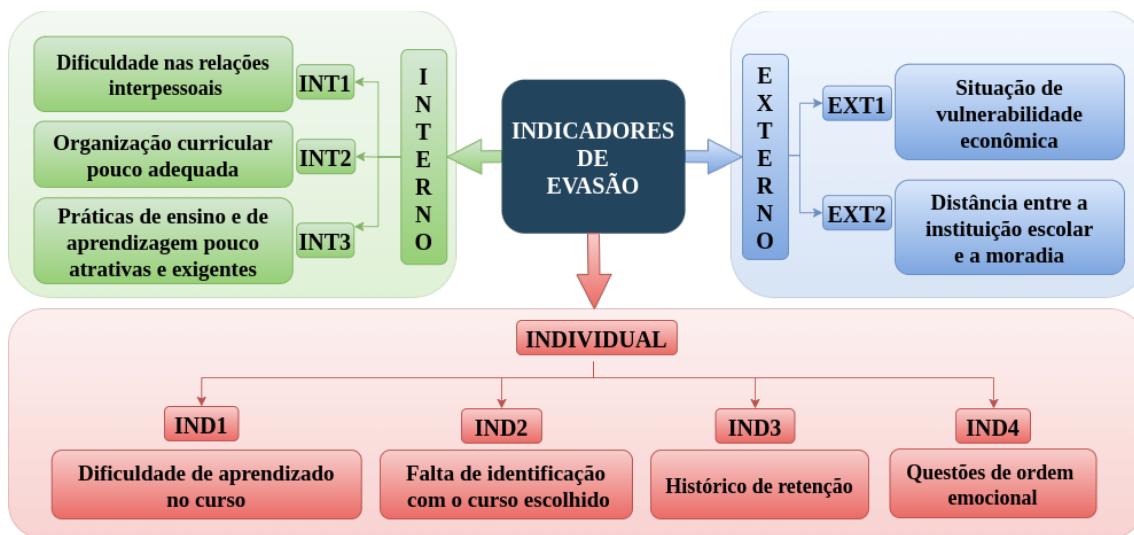 Dificuldade nas relações
interpessoais
INT1
Organização curricular
pouco adequada
INT2
Práticas de ensino e de
aprendizagem pouco
atrativas e exigentes
INT3
INTERNO
INDICADORES
DE
EVASÃO
EXTERNO
EXT1
Situação de
vulnerabilidade
econômica
EXT2
Distância entre a
instituição escolar
e a moradia
INDIVIDUAL
IND1
Dificuldade de aprendizado
no curso
IND2
Falta de identificação
com o curso escolhido
IND3
Histórico de retenção
IND4
Questões de ordem
emocional